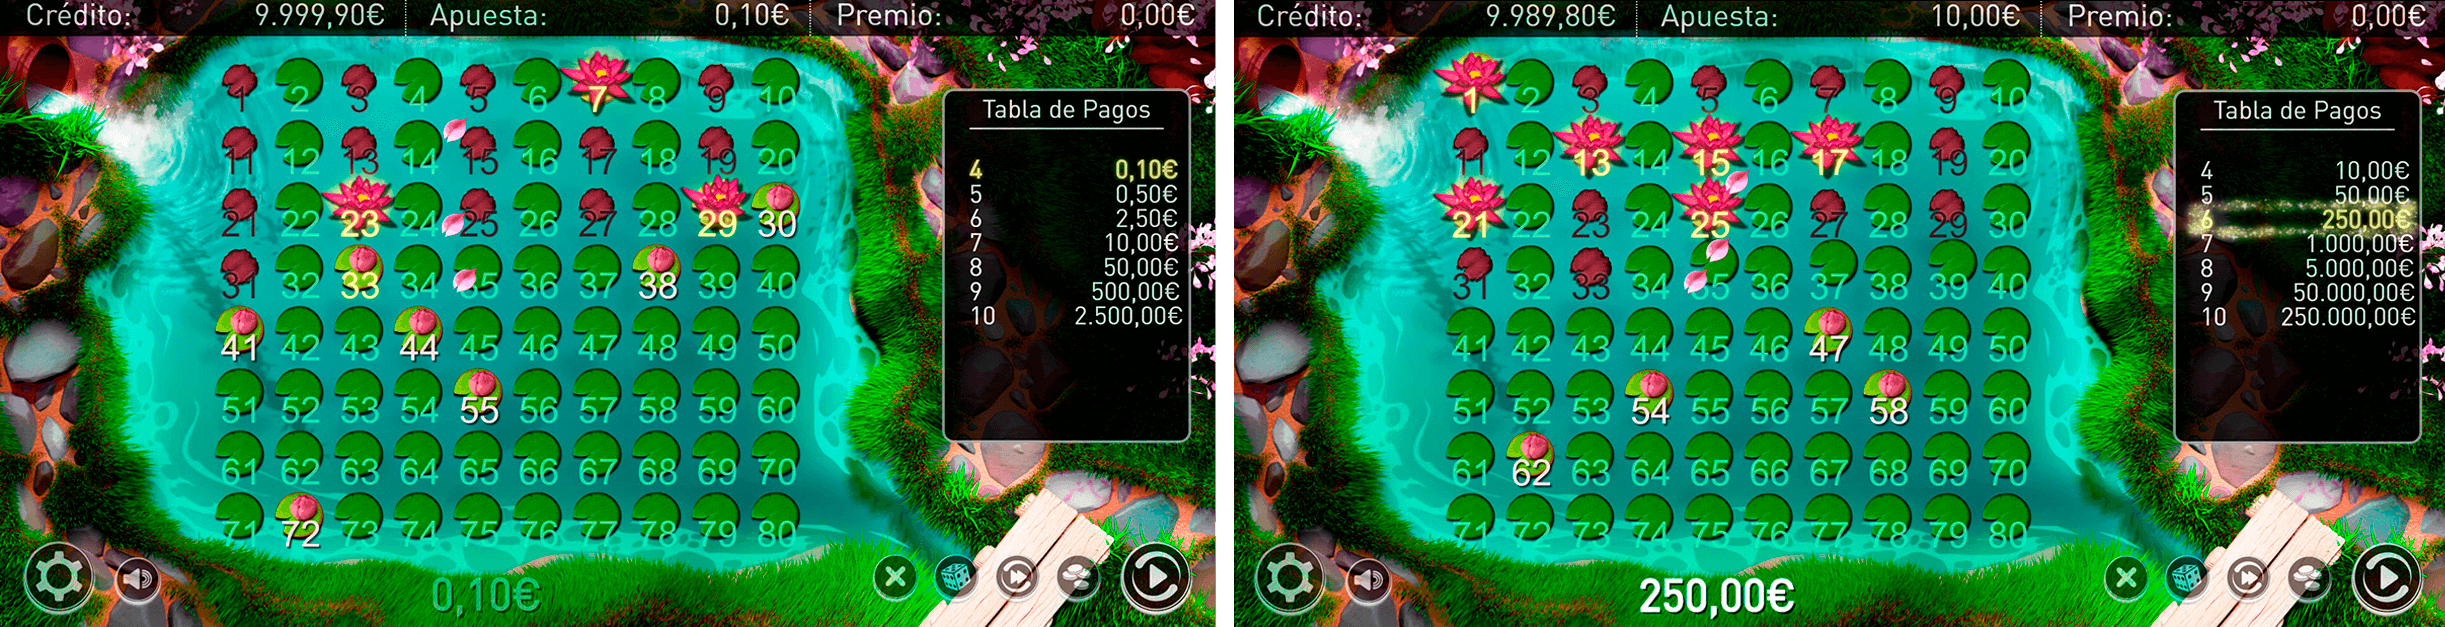 Crédito: 9.999,90€ Apuesta: 0,10€ Premio: 0,00€
1 2 3 4 5 6 7 8 9 10
11 12 13 14 15 16 17 18 19 20
21 22 23 24 25 26 27 28 29 30
31 32 33 34 35 36 37 38 39 40
41 42 43 44 45 46 47 48 49 50
51 52 53 54 55 56 57 58 59 60
61 62 63 64 65 66 67 68 69 70
71 72 73 74 75 76 77 78 79 80
Tabla de Pagos
4 0,10€
5 0,50€
6 2,50€
7 10,00€
8 50,00€
9 500,00€
10 2.500,00€
0,10€
Crédito: 9.989,80€ Apuesta: 10,00€ Premio: 0,00€
1 2 3 4 5 6 7 8 9 10
11 12 13 14 15 16 17 18 19 20
21 22 23 24 25 26 27 28 29 30
31 32 33 34 35 36 37 38 39 40
41 42 43 44 45 46 47 48 49 50
51 52 53 54 55 56 57 58 59 60
61 62 63 64 65 66 67 68 69 70
71 72 73 74 75 76 77 78 79 80
Tabla de Pagos
4 10,00€
5 50,00€
6 250,00€
7 1.000,00€
8 5.000,00€
9 50.000,00€
10 250.000,00€
250,00€